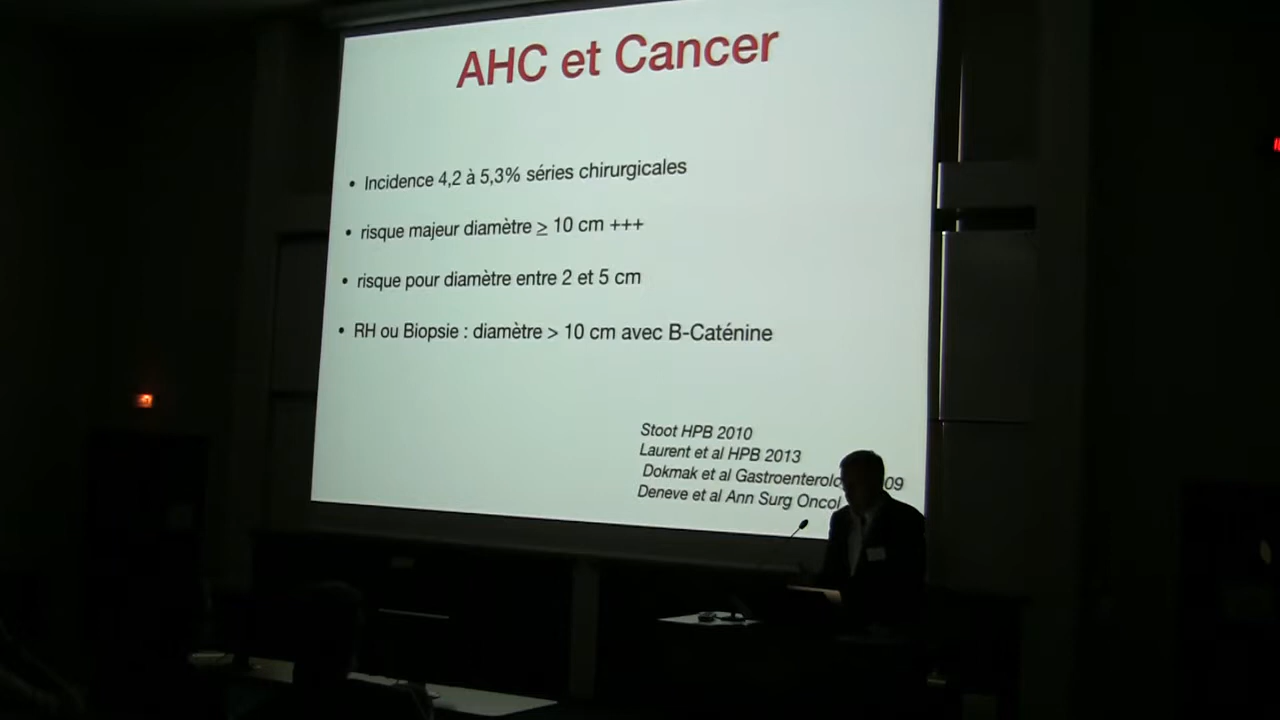 AHC et Cancer
• Incidence 4,2 à 5,3% séries chirurgicales
• risque majeur diamètre ≥ 10 cm +++
• risque pour diamètre entre 2 et 5 cm
• RH ou Biopsie : diamètre > 10 cm avec B-Caténine
Stoot HPB 2010
Laurent et al HPB 2013
Dokmak et al 09
Deneve et al Ann Surg Oncol